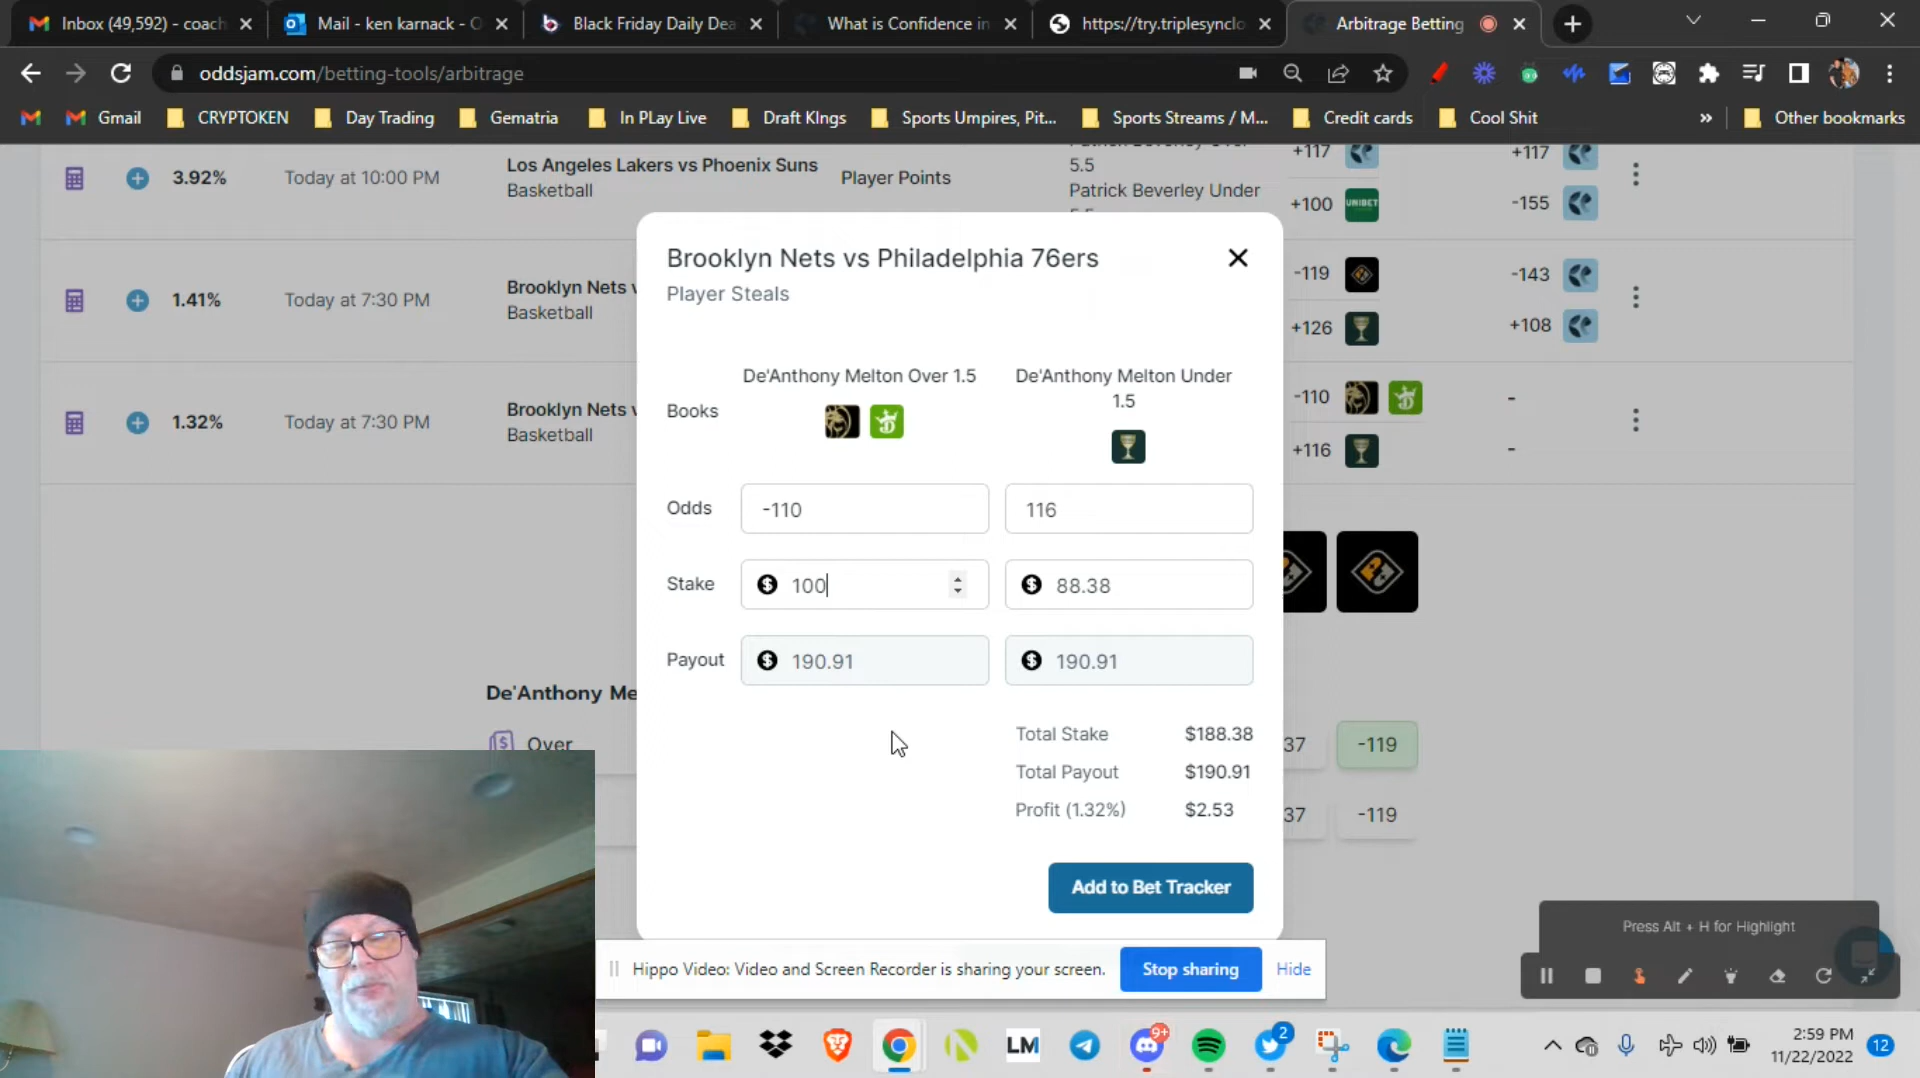 Inbox (49,592) - coach
Mail - ken karnack - O
Black Friday Daily Dea
What is Confidence in
https://try.triplesynclo
Arbitrage Betting
oddsjam.com/betting-tools/arbitrage
Gmail
CRYPTOKEN
Day Trading
Gematria
In PLay Live
Draft KIngs
Sports Umpires, Pit...
Sports Streams / M...
Credit cards
Cool Shit
»
Other bookmarks
3.92%
Today at 10:00 PM
Los Angeles Lakers vs Phoenix Suns
Basketball
Player Points
5.5
Patrick Beverley Under
+117
+100
UNIBET
+117
-155
1.41%
Today at 7:30 PM
Brooklyn Nets v
Basketball
-119
+126
-143
+108
1.32%
Today at 7:30 PM
Brooklyn Nets v
Basketball
-110
+116
-
-
Brooklyn Nets vs Philadelphia 76ers
Player Steals
Books
De'Anthony Melton Over 1.5
De'Anthony Melton Under
1.5
Odds
-110
116
Stake
100
88.38
Payout
190.91
190.91
Total Stake $188.38
Total Payout $190.91
Profit (1.32%) $2.53
Add to Bet Tracker
De'Anthony Me
Over
37
-119
37
-119
Press Alt + H for Highlight
Hippo Video: Video and Screen Recorder is sharing your screen.
Stop sharing
Hide
LM
9+
2
2:59 PM
11/22/2022
12